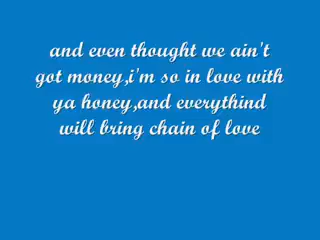 and even thought we ain't
got money,i'm so in love with
ya honey,and everythind
will bring chain of love